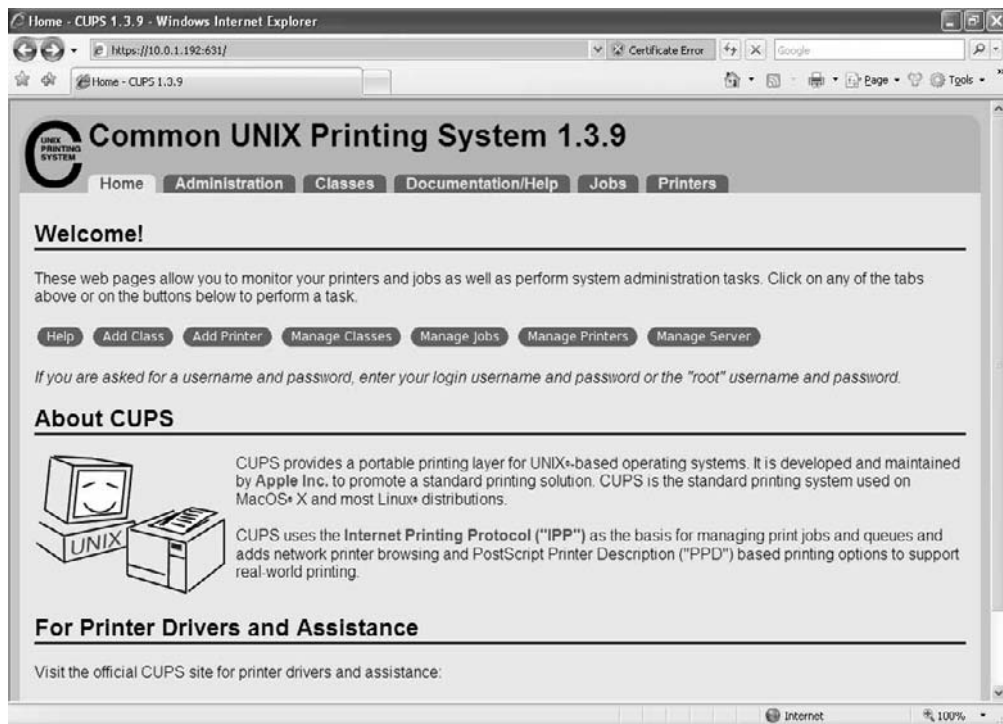 Home - CUPS 1.3.9 - Windows Internet Explorer
https://10.0.1.192:631/
Certificate Error
Google
Home - CUPS 1.3.9
Page
Tools
UNIX
PRINTING
SYSTEM
Common UNIX Printing System 1.3.9
Home Administration Classes Documentation/Help Jobs Printers
Welcome!
These web pages allow you to monitor your printers and jobs as well as perform system administration tasks. Click on any of the tabs
above or on the buttons below to perform a task.
Help Add Class Add Printer Manage Classes Manage Jobs Manage Printers Manage Server
If you are asked for a username and password, enter your login username and password or the "root" username and password.
About CUPS
UNIX
CUPS provides a portable printing layer for UNIX®-based operating systems. It is developed and maintained
by Apple Inc. to promote a standard printing solution. CUPS is the standard printing system used on
MacOS® X and most Linux® distributions.
CUPS uses the Internet Printing Protocol ("IPP") as the basis for managing print jobs and queues and
adds network printer browsing and PostScript Printer Description ("PPD") based printing options to support
real-world printing.
For Printer Drivers and Assistance
Visit the official CUPS site for printer drivers and assistance:
Internet
100%